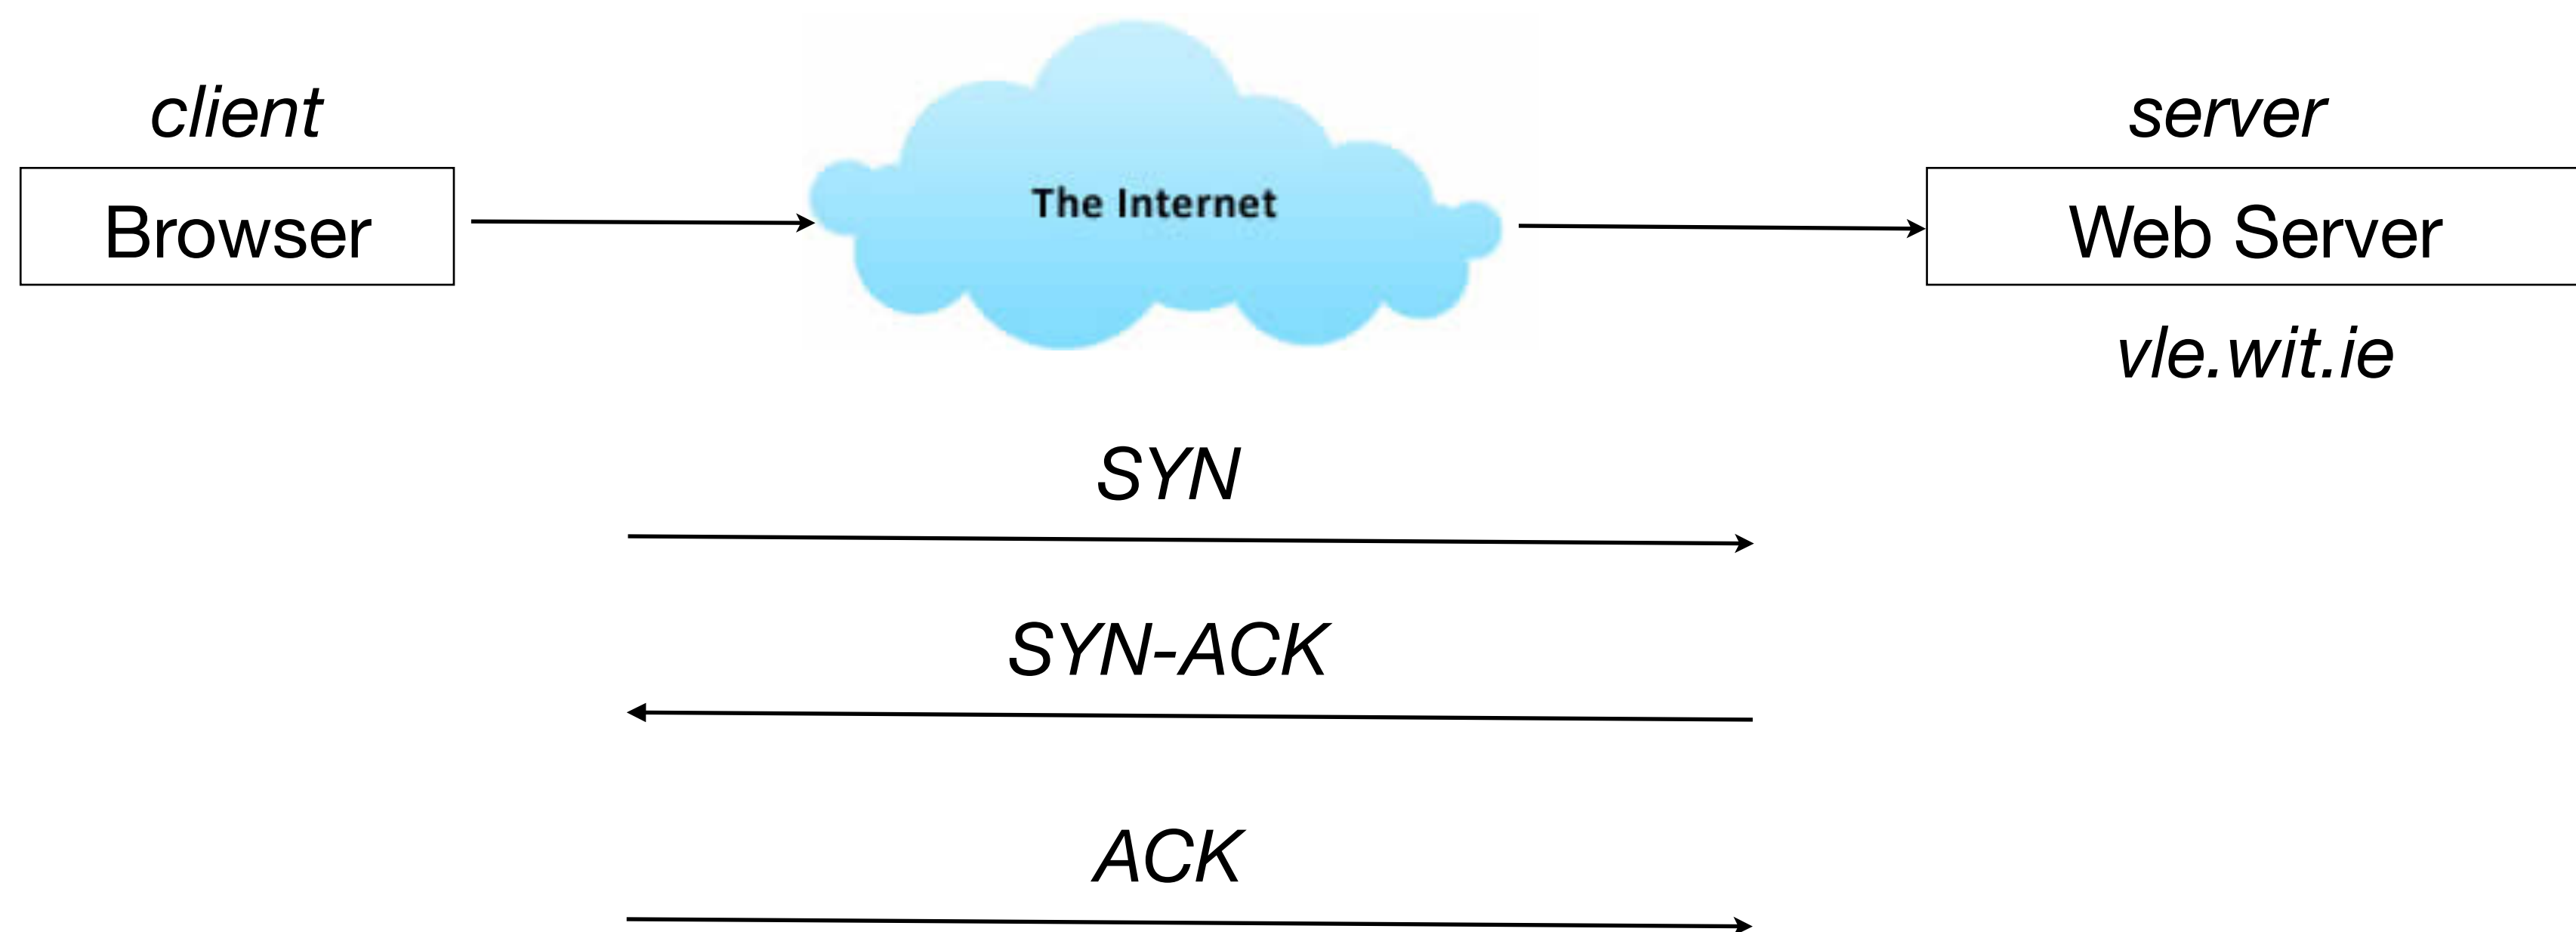 client
server
Browser
The Internet
Web Server
vle.wit.ie
SYN
SYN-ACK
ACK